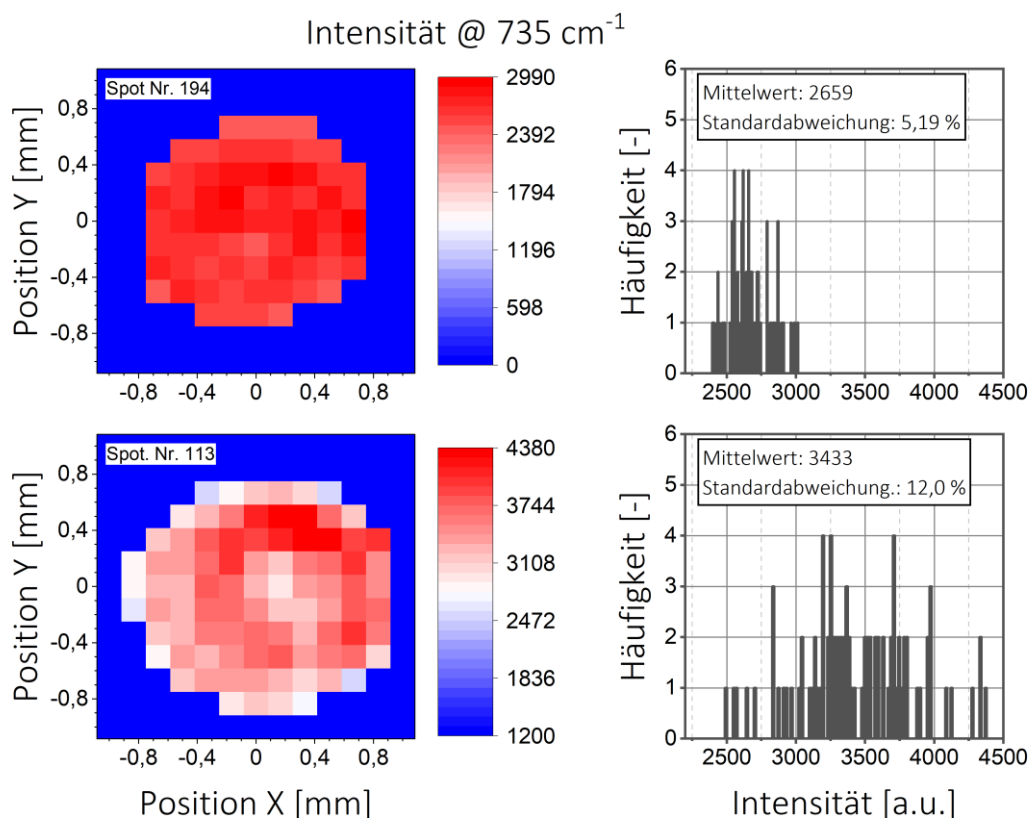 Intensität @ 735 cm⁻¹
Spot Nr. 194
Position Y [mm]
0,8
0,4
0
-0,4
-0,8
-0,8 -0,4 0 0,4 0,8
2990
2392
1794
1196
598
0
Mittelwert: 2659
Standardabweichung: 5,19 %
Häufigkeit [-]
6
5
4
3
2
1
0
2500 3000 3500 4000 4500
Spot. Nr. 113
Position Y [mm]
0,8
0,4
0
-0,4
-0,8
-0,8 -0,4 0 0,4 0,8
Position X [mm]
4380
3744
3108
2472
1836
1200
Mittelwert: 3433
Standardabweichung.: 12,0 %
Häufigkeit [-]
6
5
4
3
2
1
0
2500 3000 3500 4000 4500
Intensität [a.u.]